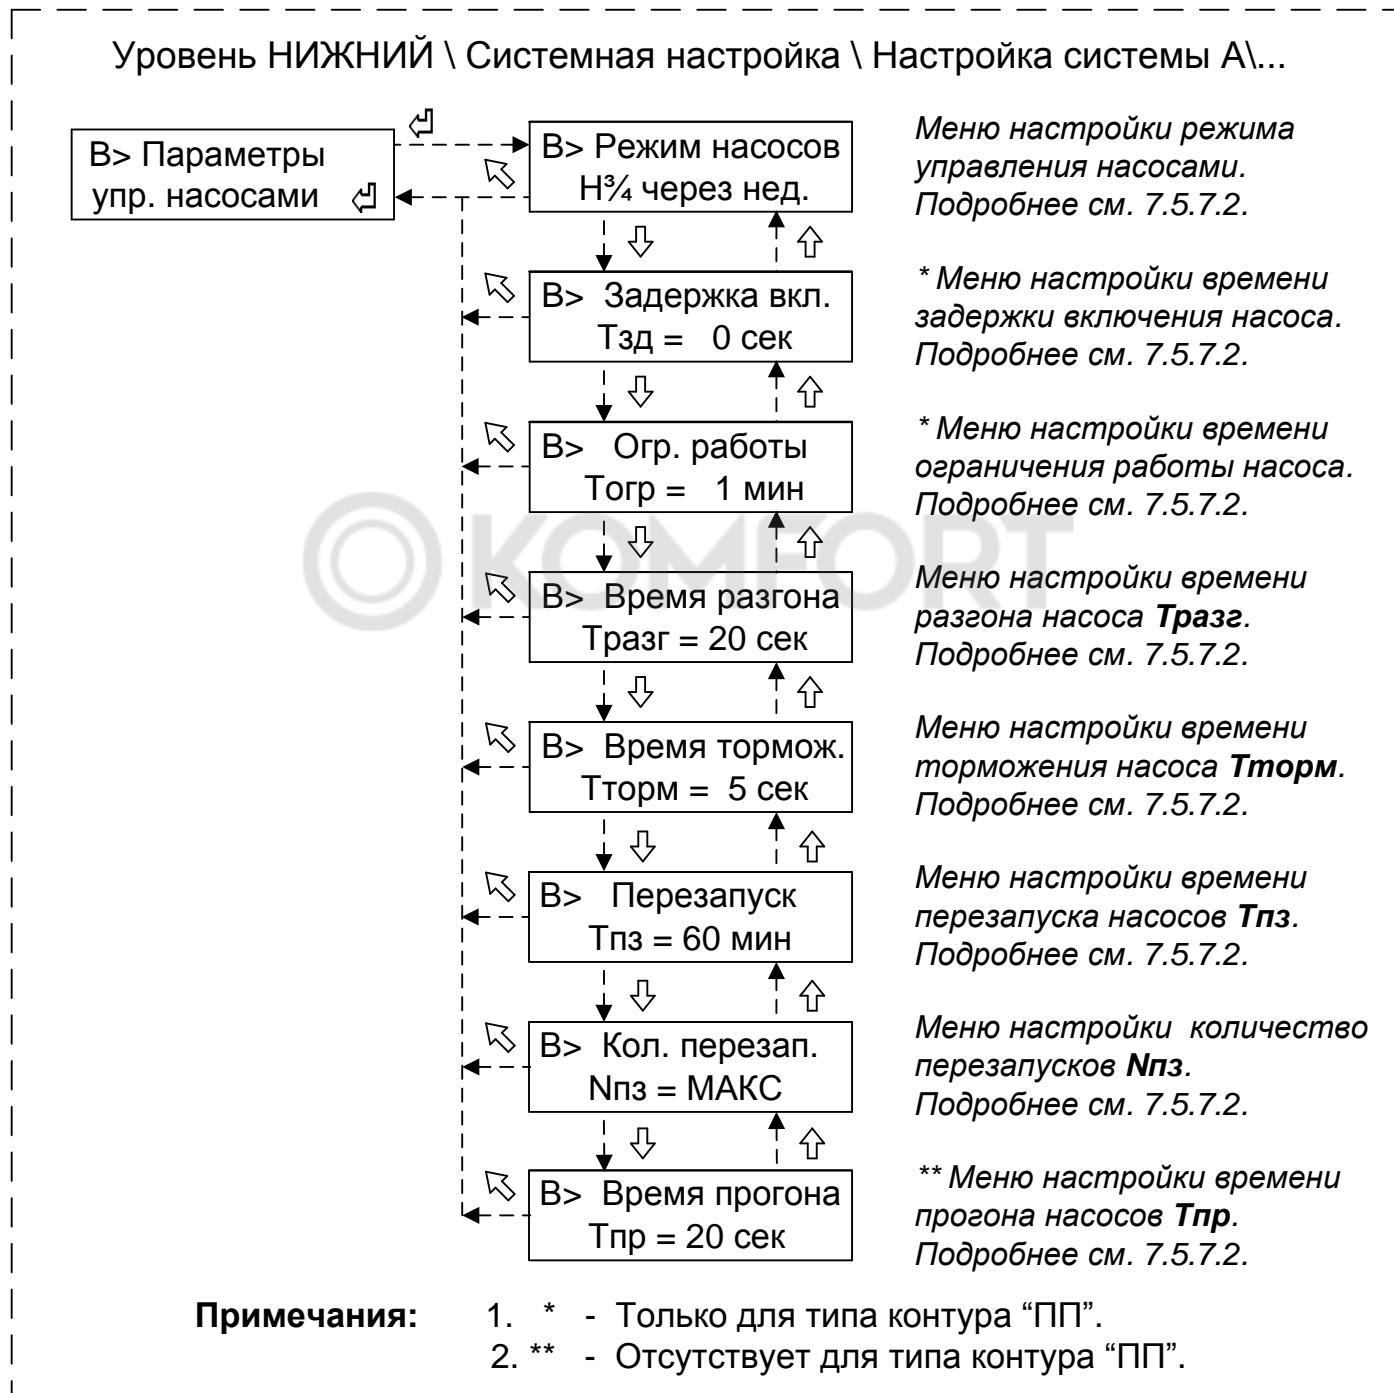 Уровень НИЖНИЙ \ Системная настройка \ Настройка системы А\...
В> Параметры
упр. насосами
В> Режим насосов
Н¾ через нед.
Меню настройки режима
управления насосами.
Подробнее см. 7.5.7.2.
В> Задержка вкл.
Тзд = 0 сек
* Меню настройки времени
задержки включения насоса.
Подробнее см. 7.5.7.2.
В> Огр. работы
Тогр = 1 мин
* Меню настройки времени
ограничения работы насоса.
Подробнее см. 7.5.7.2.
KOMFORT
В> Время разгона
Тразг = 20 сек
Меню настройки времени
разгона насоса Тразг.
Подробнее см. 7.5.7.2.
В> Время тормож.
Тторм = 5 сек
Меню настройки времени
торможения насоса Тторм.
Подробнее см. 7.5.7.2.
В> Перезапуск
Тпз = 60 мин
Меню настройки времени
перезапуска насосов Тпз.
Подробнее см. 7.5.7.2.
В> Кол. перезап.
Nпз = МАКС
Меню настройки количество
перезапусков Nпз.
Подробнее см. 7.5.7.2.
В> Время прогона
Тпр = 20 сек
** Меню настройки времени
прогона насосов Тпр.
Подробнее см. 7.5.7.2.
Примечания: 1. * - Только для типа контура “ПП”.
2. ** - Отсутствует для типа контура “ПП”.